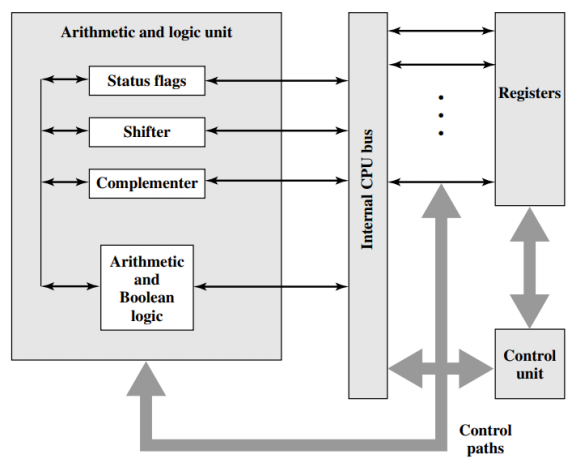 Arithmetic and logic unit
Status flags
Shifter
Complementer
Arithmetic
and
Boolean
logic
Internal CPU bus
Registers
Control
unit
Control
paths